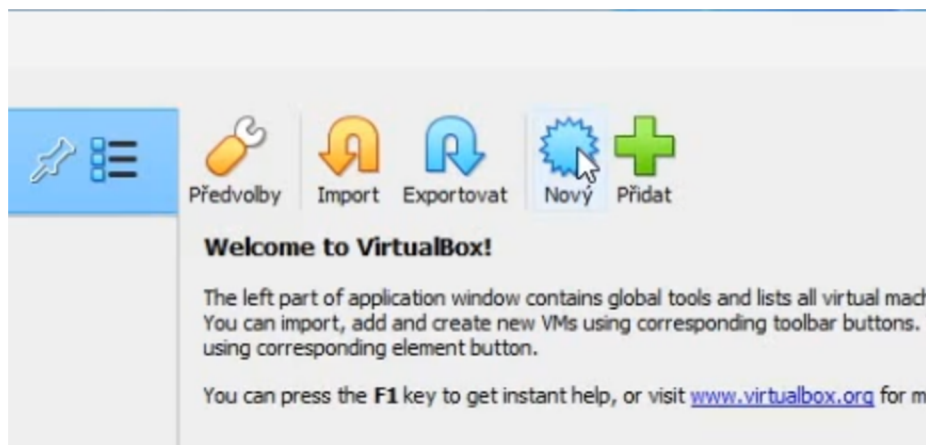 Předvolby Import Exportovat Nový Přidat
Welcome to VirtualBox!
The left part of application window contains global tools and lists all virtual
You can import, add and create new VMs using corresponding toolbar buttons.
using corresponding element button.
You can press the F1 key to get instant help, or visit www.virtualbox.org for